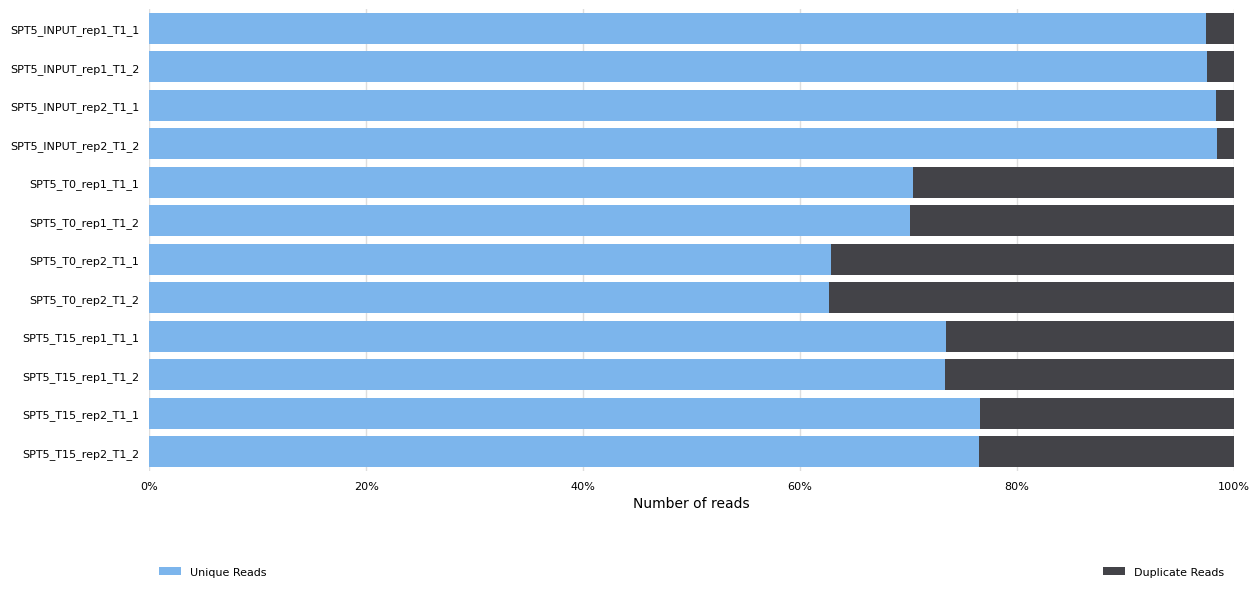 SPT5_INPUT_rep1_T1_1
SPT5_INPUT_rep1_T1_2
SPT5_INPUT_rep2_T1_1
SPT5_INPUT_rep2_T1_2
SPT5_T0_rep1_T1_1
SPT5_T0_rep1_T1_2
SPT5_T0_rep2_T1_1
SPT5_T0_rep2_T1_2
SPT5_T15_rep1_T1_1
SPT5_T15_rep1_T1_2
SPT5_T15_rep2_T1_1
SPT5_T15_rep2_T1_2
0% 20% 40% 60% 80% 100%
Number of reads
Unique Reads Duplicate Reads